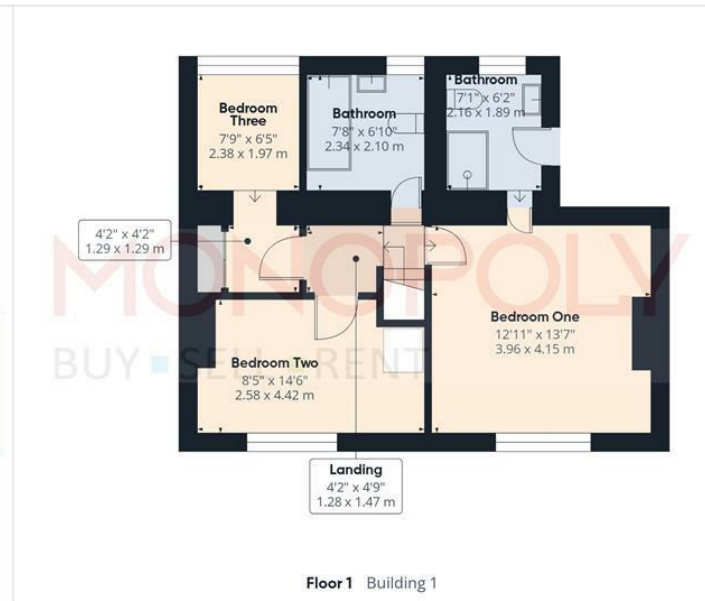 Bedroom
Three
7'9" x 6'5"
2.38 x 1.97 m
Bathroom
7'8" x 6'10"
2.34 x 2.10 m
Bathroom
7'1" x 6'2"
2.16 x 1.89 m
4'2" x 4'2"
1.29 x 1.29 m
MONOPOLY
BUY SELL RENT
Bedroom One
12'11" x 13'7"
3.96 x 4.15 m
Bedroom Two
8'5" x 14'6"
2.58 x 4.42 m
Landing
4'2" x 4'9"
1.28 x 1.47 m
Floor 1 Building 1